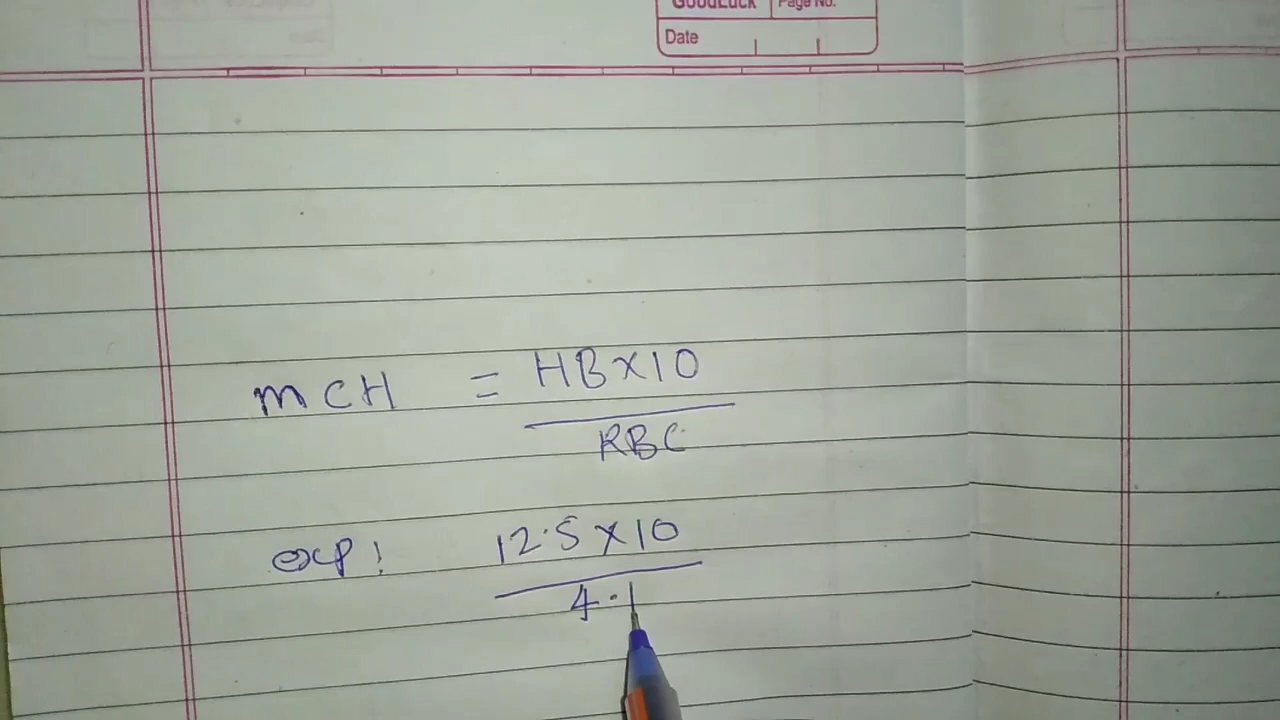 GoodLuck Page No.
Date
mCH = HB×10
RBC
exp: 12.5×10
4.1